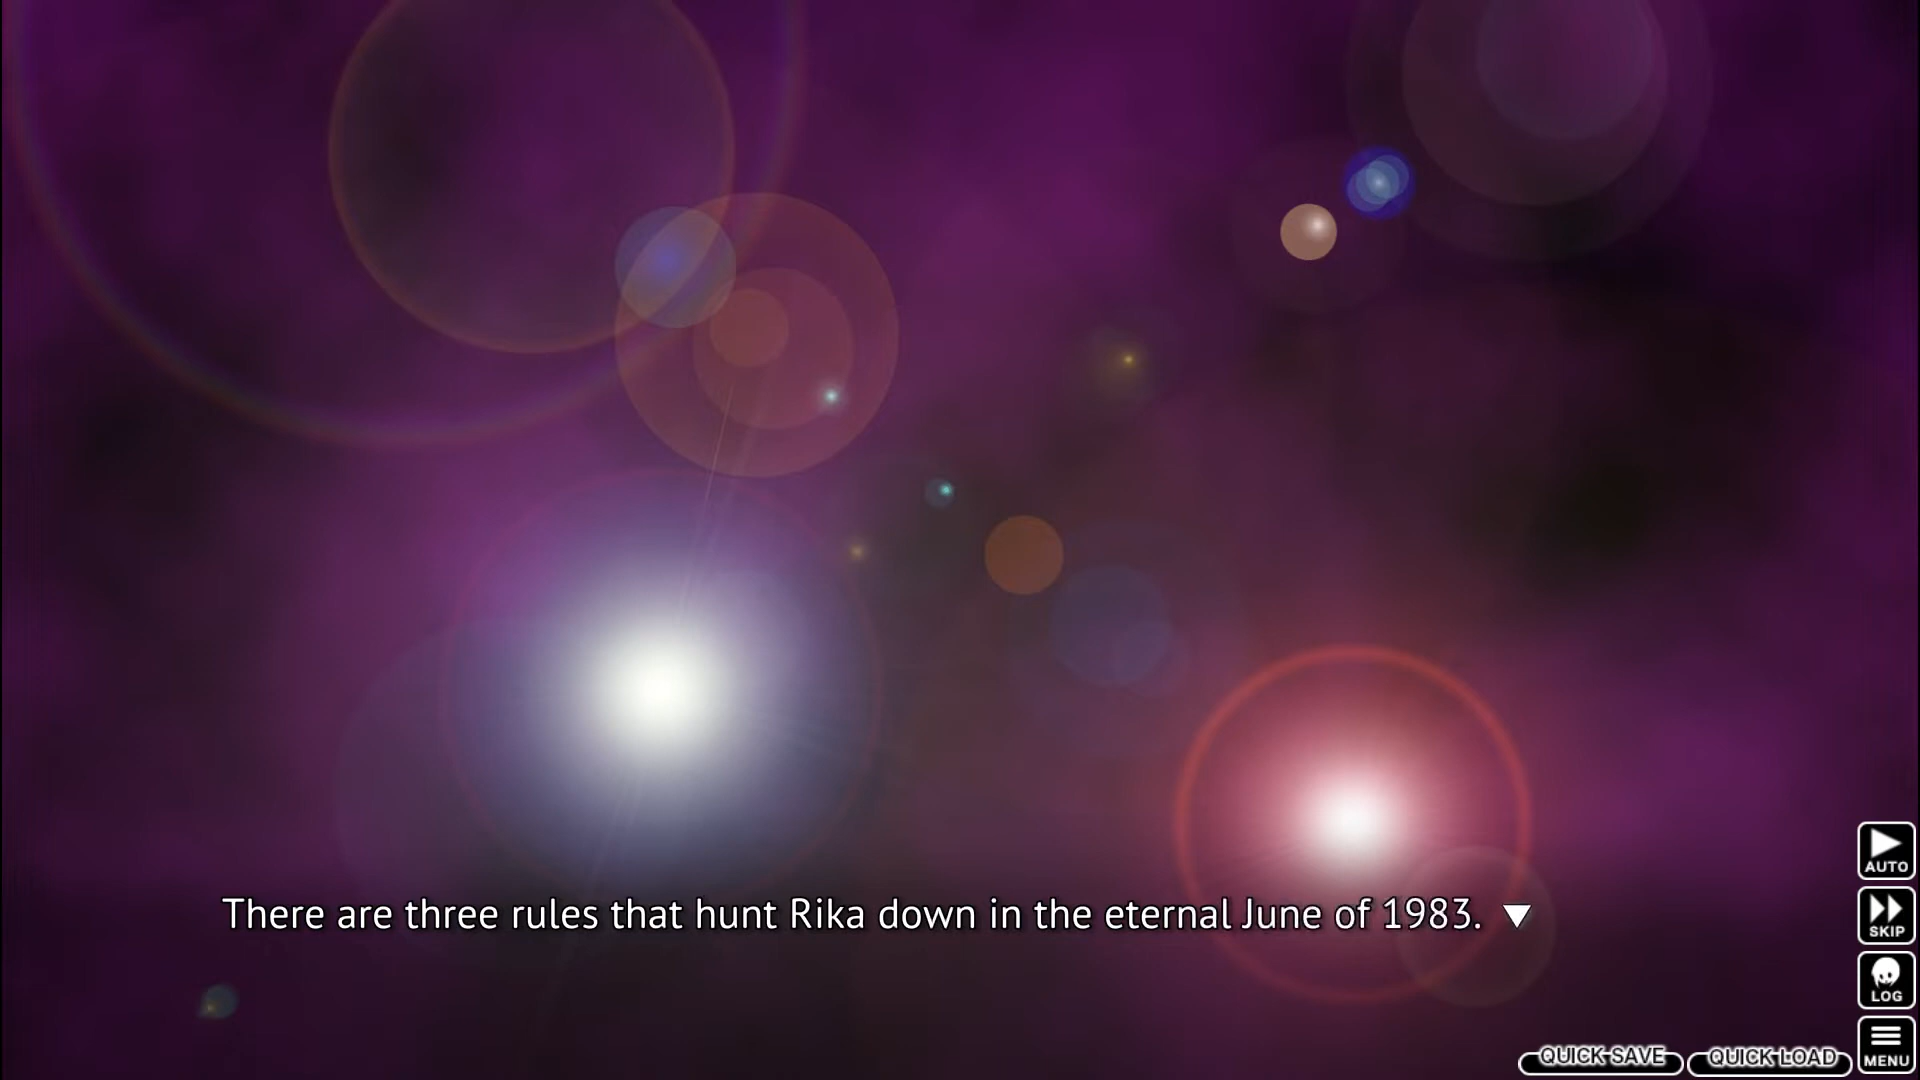 There are three rules that hunt Rika down in the eternal June of 1983.
AUTO
SKIP
LOG
MENU
QUICK SAVE
QUICK LOAD